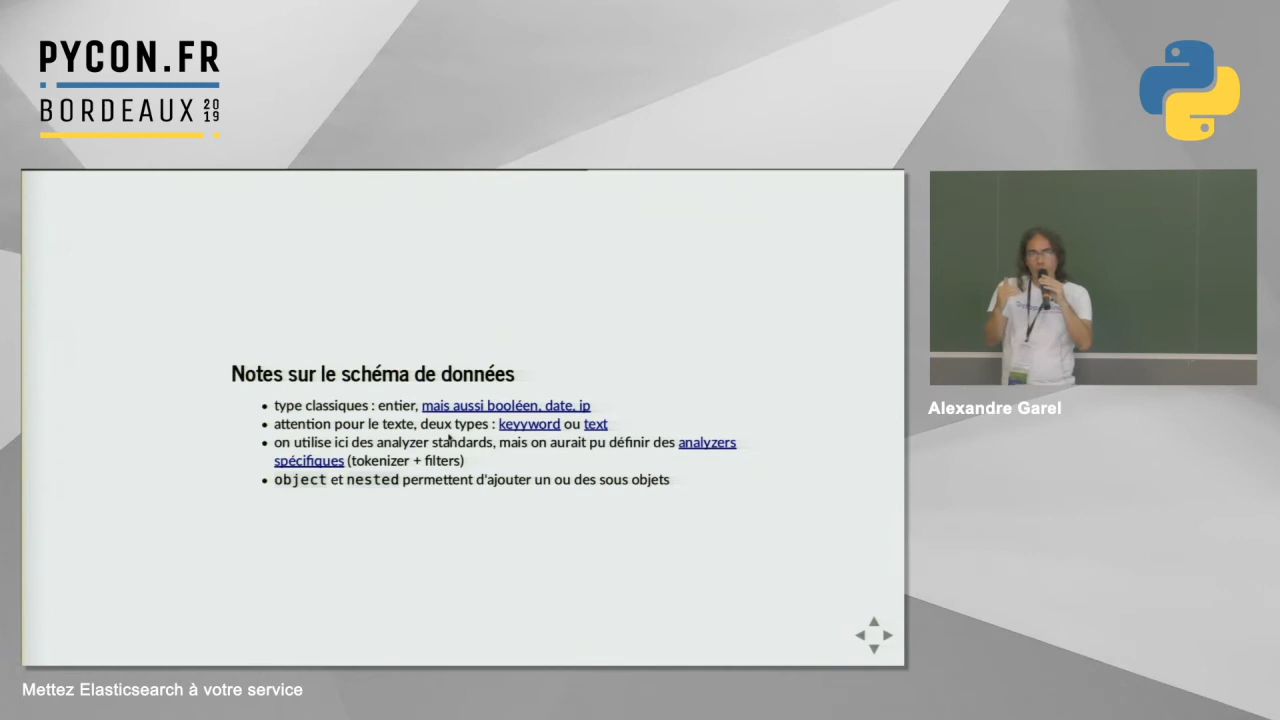 PYCON.FR
BORDEAUX 20
19
Notes sur le schéma de données
• type classiques : entier, mais aussi booléen, date, ip
• attention pour le texte, deux types : keyyword ou text
• on utilise ici des analyzer standards, mais on aurait pu définir des analyzers
spécifiques (tokenizer + filters)
• object et nested permettent d'ajouter un ou des sous objets
Alexandre Garel
Mettez Elasticsearch à votre service